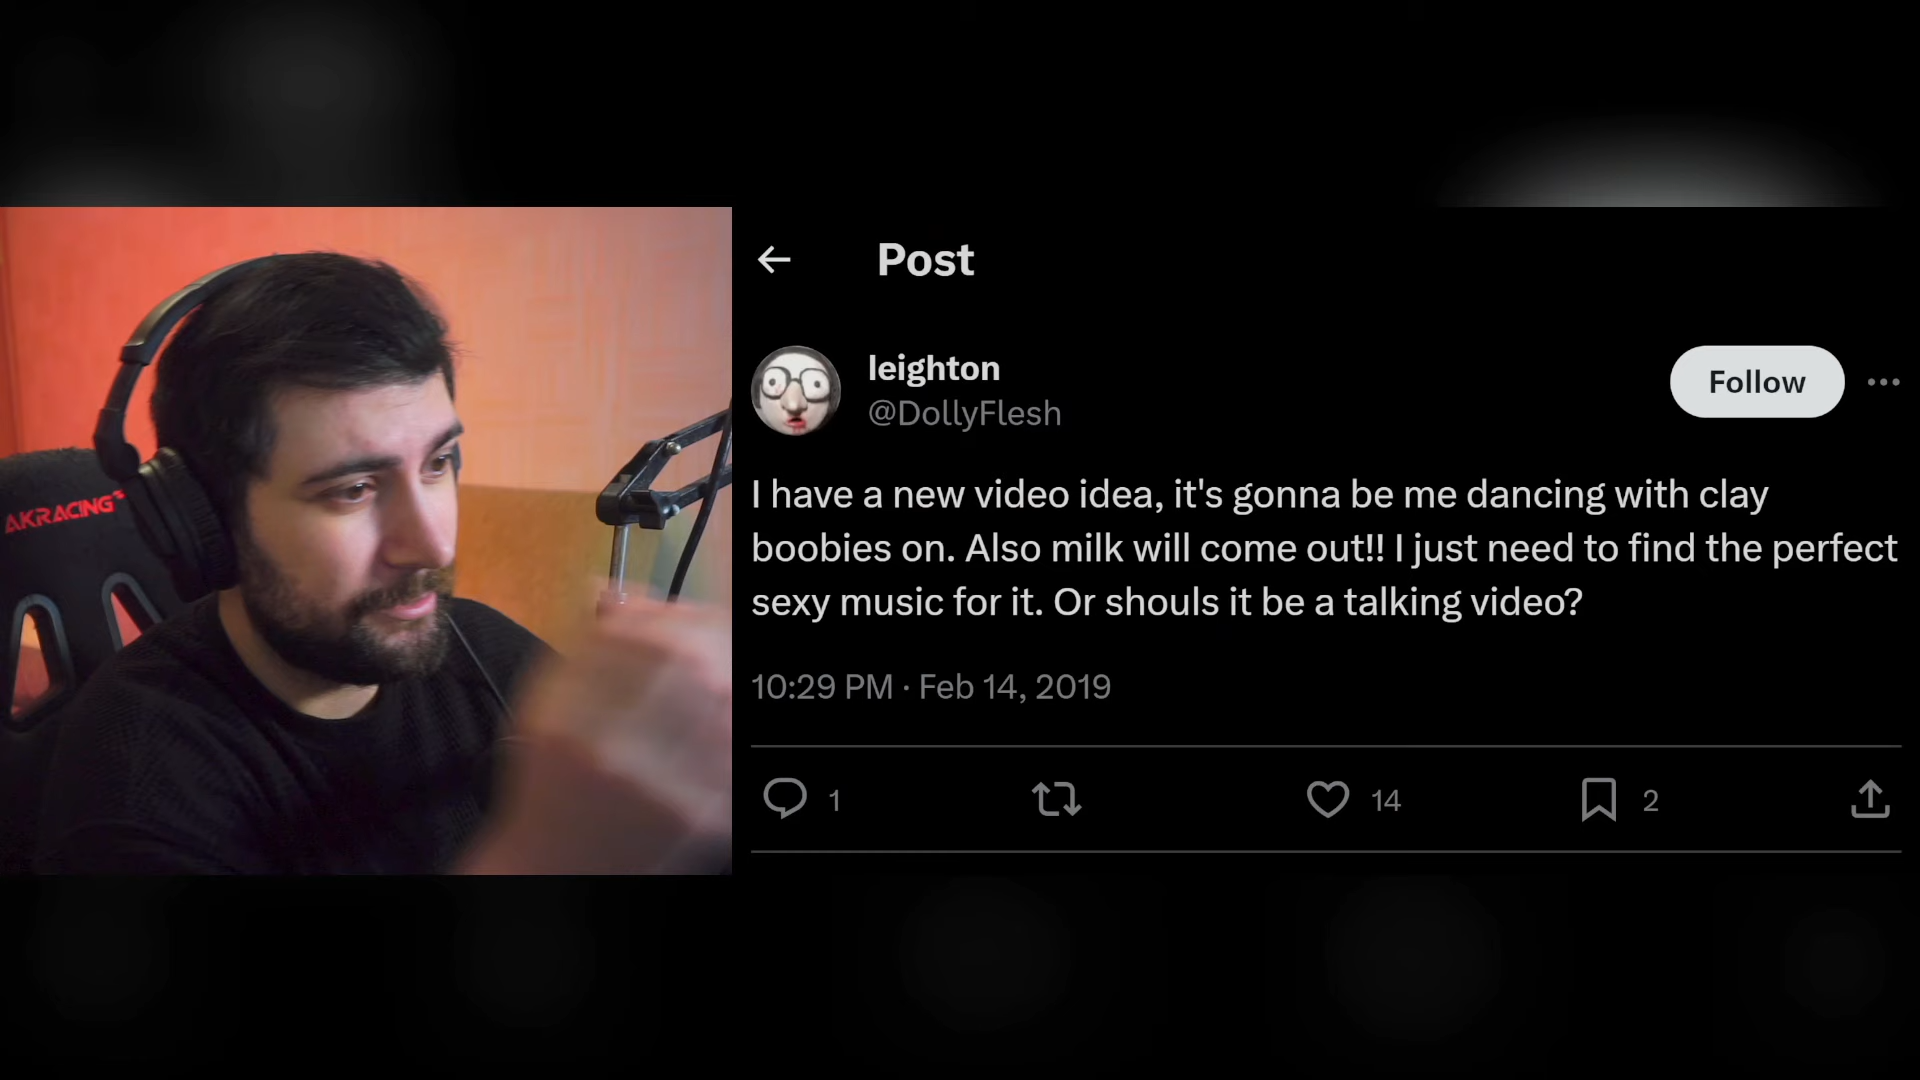 AKRACING
Post
leighton
@DollyFlesh
Follow
I have a new video idea, it's gonna be me dancing with clay
boobies on. Also milk will come out!! I just need to find the perfect
sexy music for it. Or shouls it be a talking video?
10:29 PM · Feb 14, 2019
1
14
2